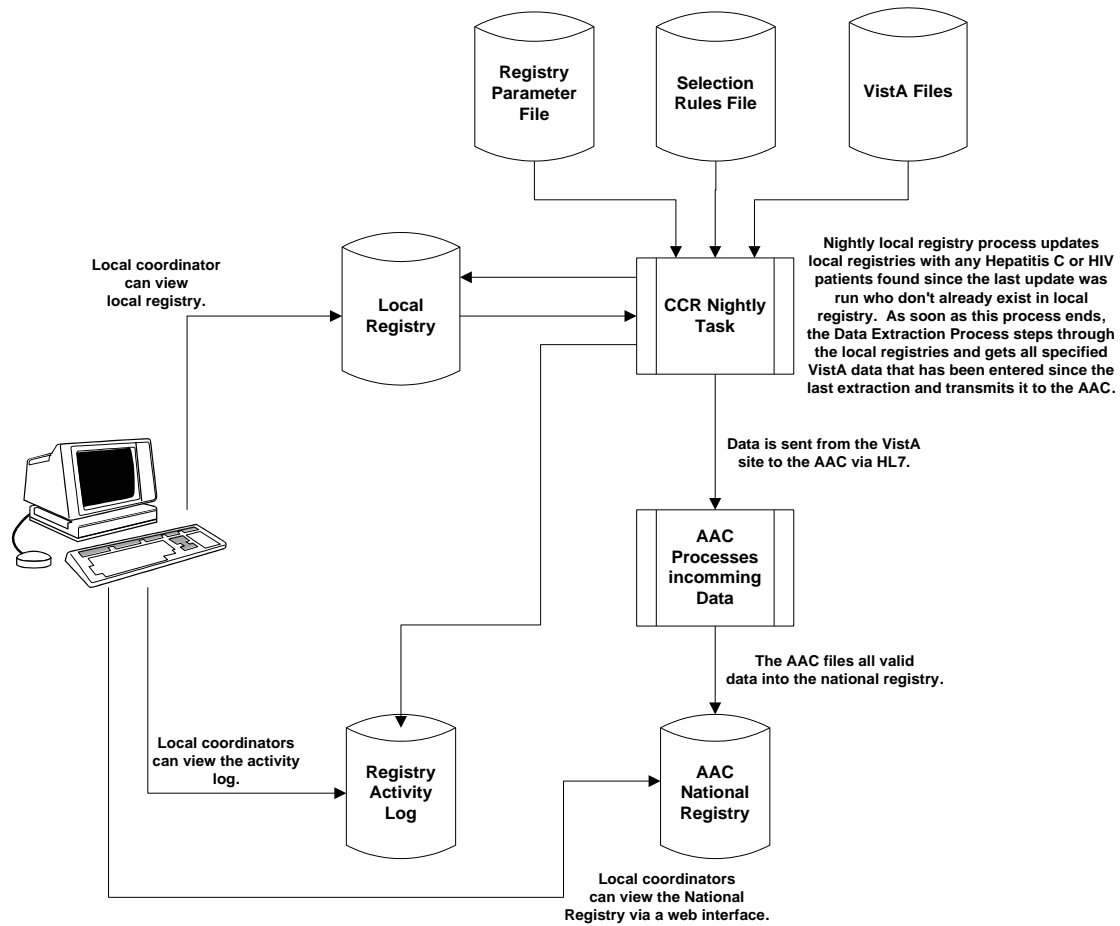 Registry
Parameter
File
Selection
Rules File
VistA Files
Local coordinator
can view
local registry.
Local
Registry
CCR Nightly
Task
Nightly local registry process updates
local registries with any Hepatitis C or HIV
patients found since the last update was
run who don't already exist in local
registry.  As soon as this process ends,
the Data Extraction Process steps through
the local registries and gets all specified
VistA data that has been entered since the
last extraction and transmits it to the AAC.
Data is sent from the VistA
site to the AAC via HL7.
AAC
Processes
incomming
Data
The AAC files all valid
data into the national registry.
Local coordinators
can view the activity
log.
Registry
Activity
Log
AAC
National
Registry
Local coordinators
can view the National
Registry via a web interface.